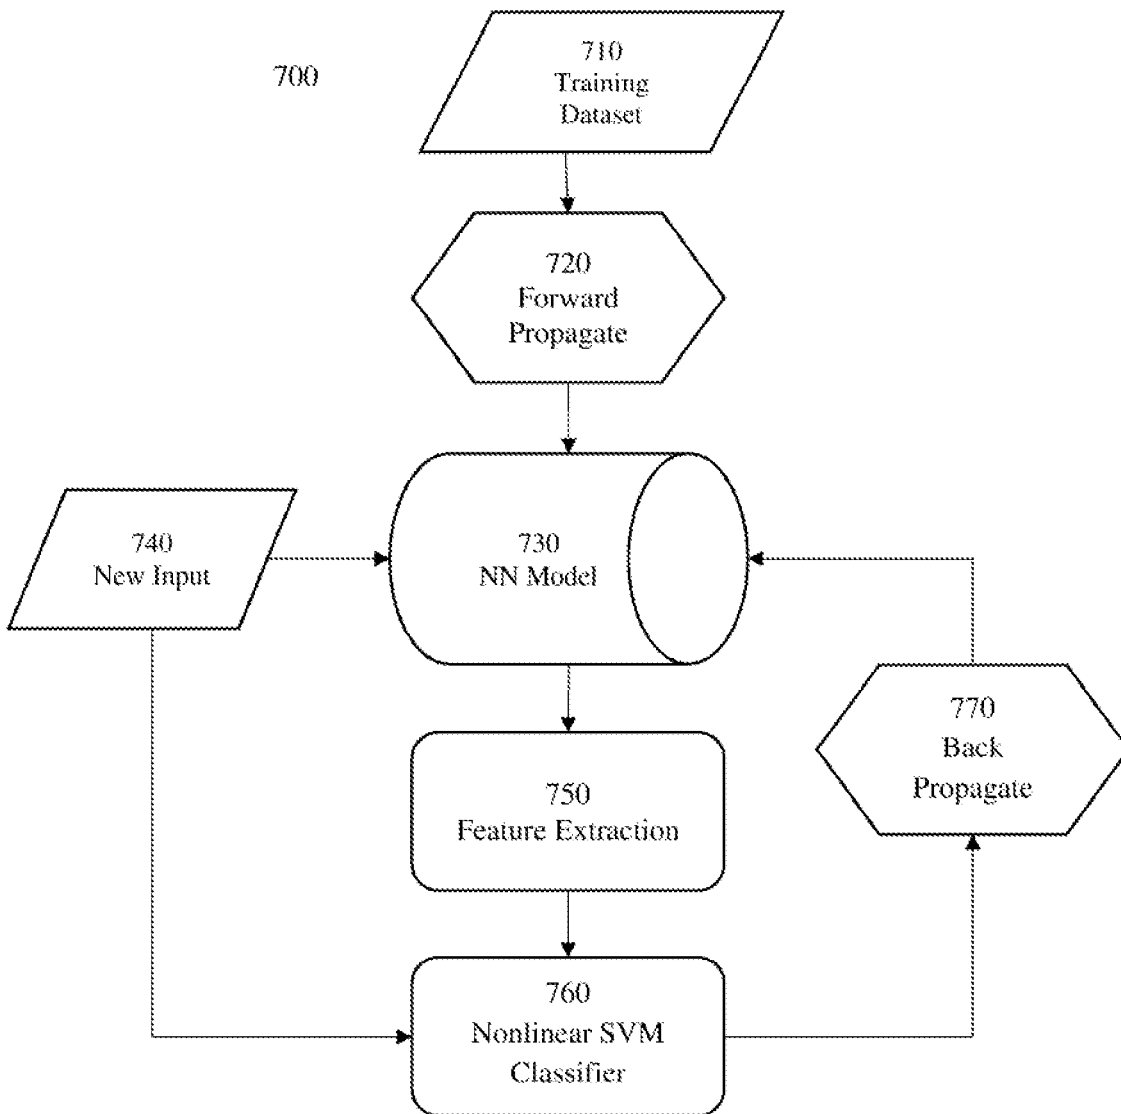 700
710
Training
Dataset
720
Forward
Propagate
740
New Input
730
NN Model
770
Back
Propagate
750
Feature Extraction
760
Nonlinear SVM
Classifier